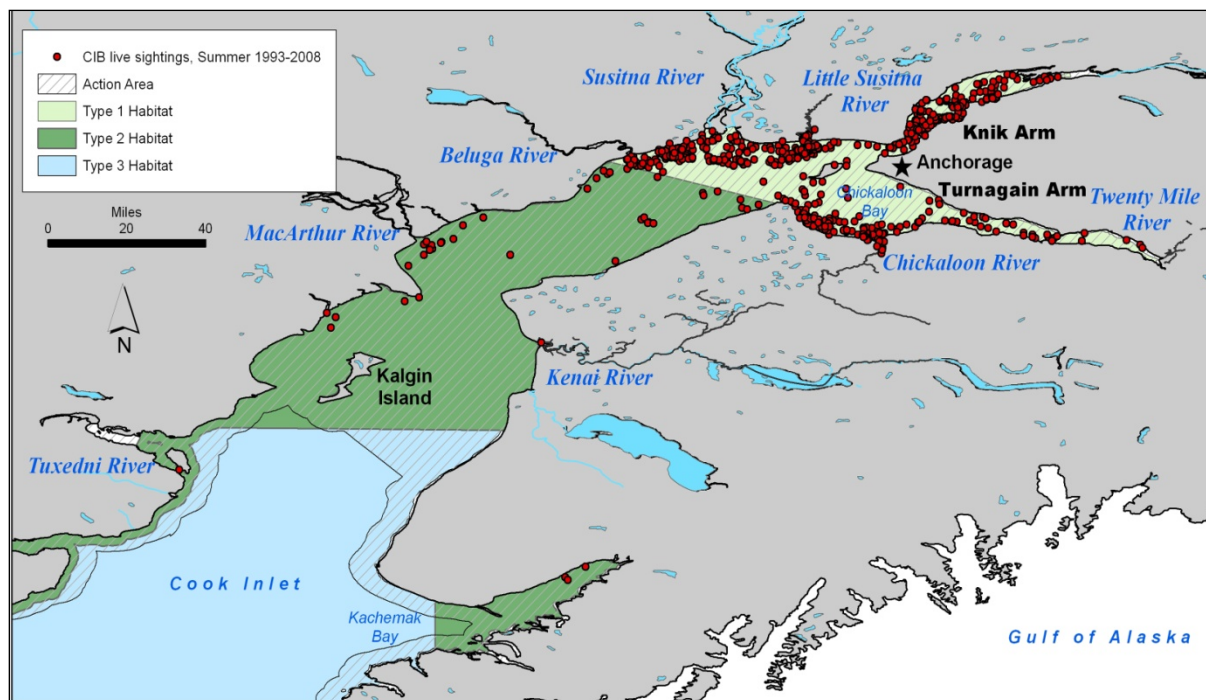 CIB live sightings, Summer 1993-2008
Action Area
Type 1 Habitat
Type 2 Habitat
Type 3 Habitat
Miles
0 20 40
N
Susitna River
Little Susitna
River
Knik Arm
Beluga River
Anchorage
Turnagain Arm
Chickaloon
Bay
Twenty Mile
River
MacArthur River
Chickaloon River
Kalgin
Island
Kenai River
Tuxedni River
Cook Inlet
Kachemak
Bay
Gulf of Alaska